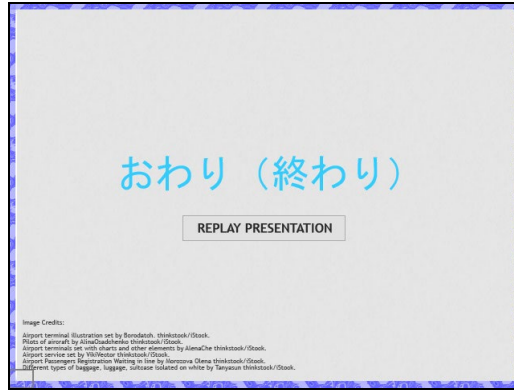 おわり（終わり）
REPLAY PRESENTATION
Image Credits:
Airport terminal illustration set by Borodatch. thinkstock/iStock.
Pilots of aircraft by AlinaOsadchenko thinkstock/iStock.
Airport terminals set with charts and other elements by AlenaChe thinkstock/iStock.
Airport service set by VikiVector thinkstock/iStock.
Airport Passengers Registration Waiting in line by Morozova Olena thinkstock/iStock.
Different types of baggage, luggage, suitcase isolated on white by Tanyasun thinkstock/iStock.